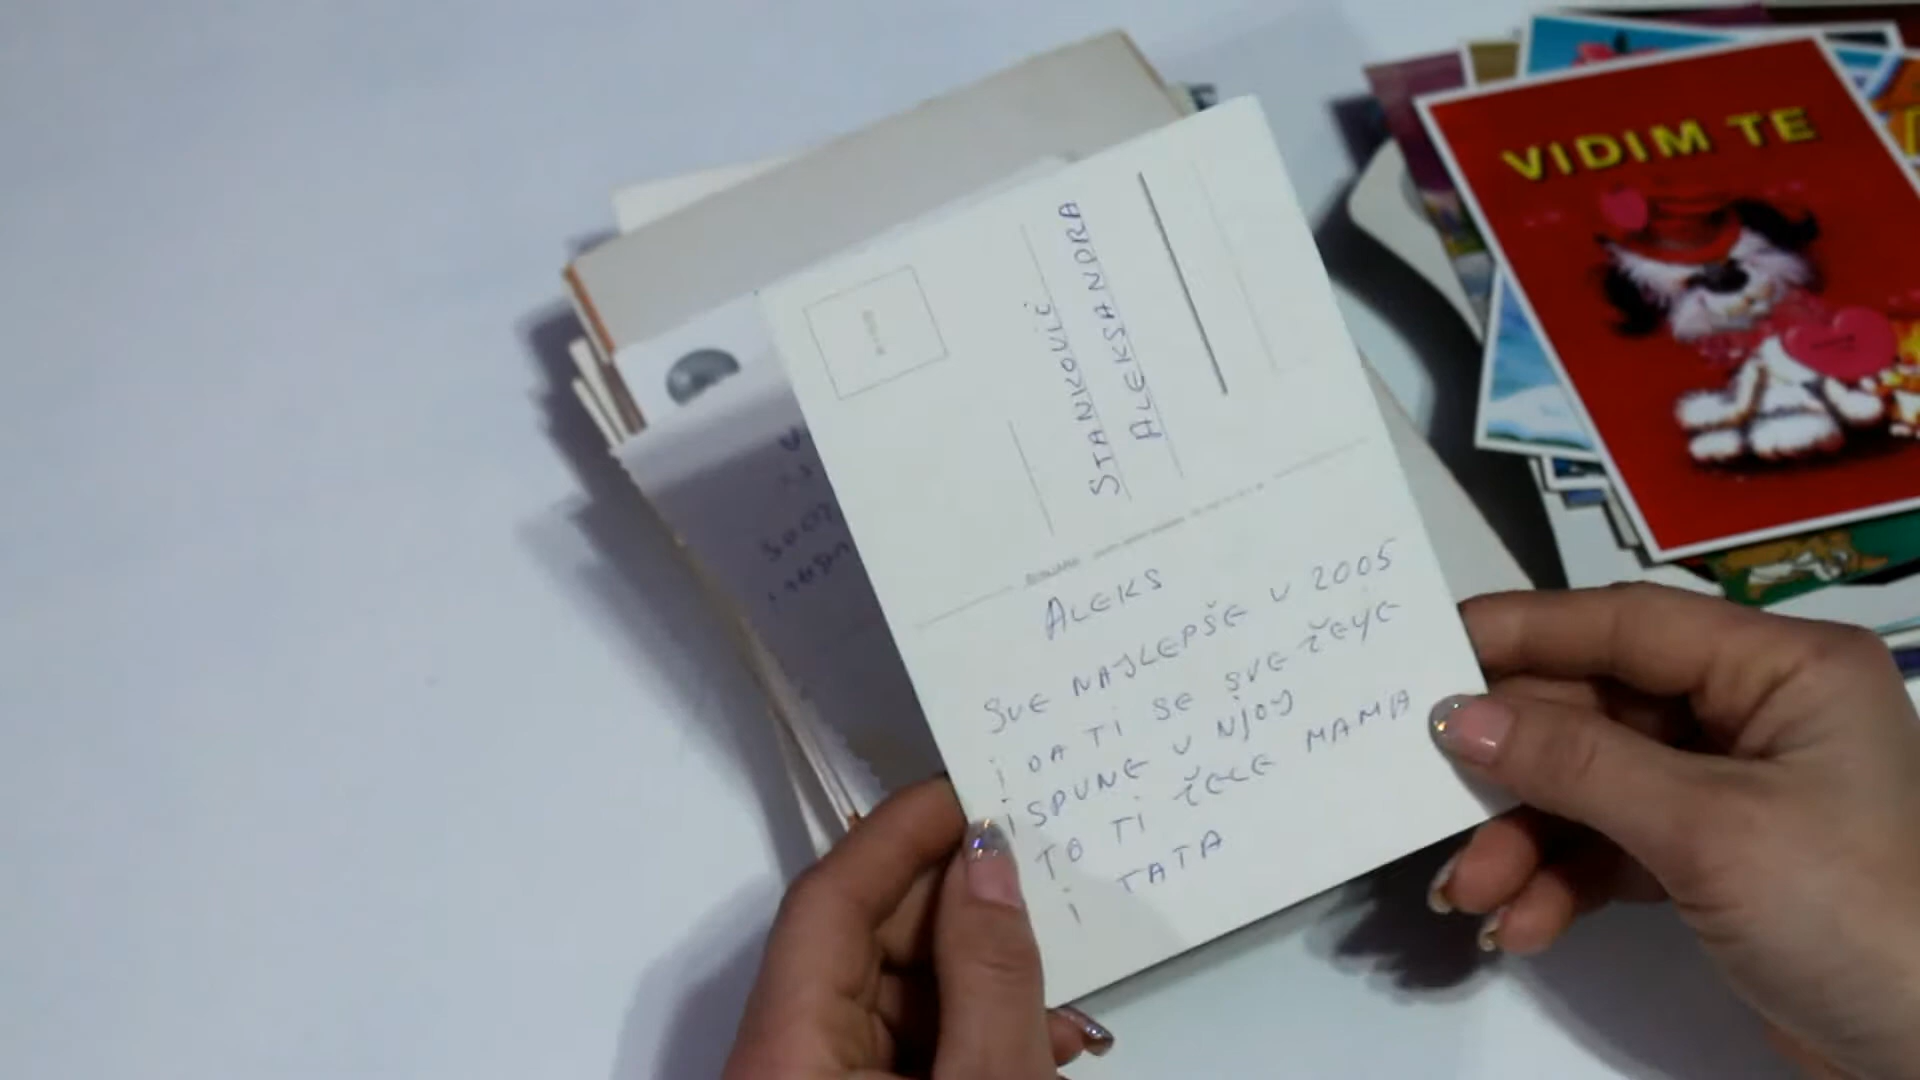 VIDIM TE
STANKOVIĆ
ALEKSANDRA
ALEKS
SVE NAJLEPŠE U 2005
i DA TI SE SVE ŽELJE
iSPUNE U NJOJ
TO Ti ŽELE MAMA
i TATA